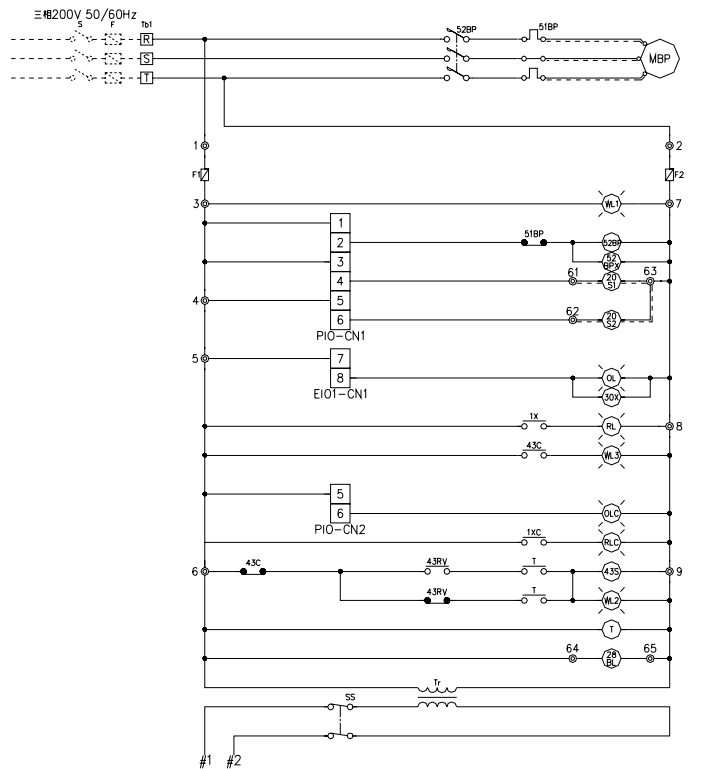 三相200V 50/60Hz
S F Tb1
R
S
T
52BP 51BP
MBP
1 2
F1 F2
3 WL1 7
1
2 51BP 52BP
3 52 BPX
4 61 20 S1 63
4 5
6 62 20 S2
PIO-CN1
5 7
8 OL
EIO1-CN1 30X
1X RL 8
43C WL3
5
6 OLC
PIO-CN2
1XC RLC
6 43C 43RV T 43S 9
43RV T WL2
T
64 28 BL 65
Tr
SS
#1 #2